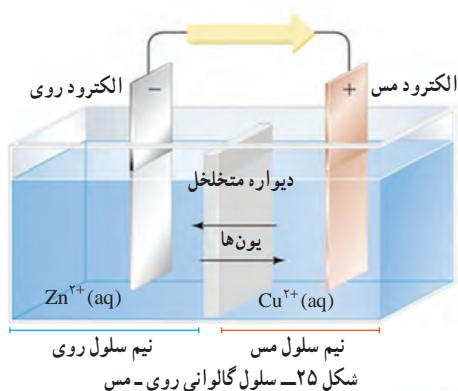 الکترود مس
الکترود روی
+
−
دیواره متخلخل
یون‌ها
Cu²⁺(aq)
Zn²⁺(aq)
نیم سلول مس
نیم سلول روی
شکل ۲۵ــ سلول گالوانی روی ـ مس